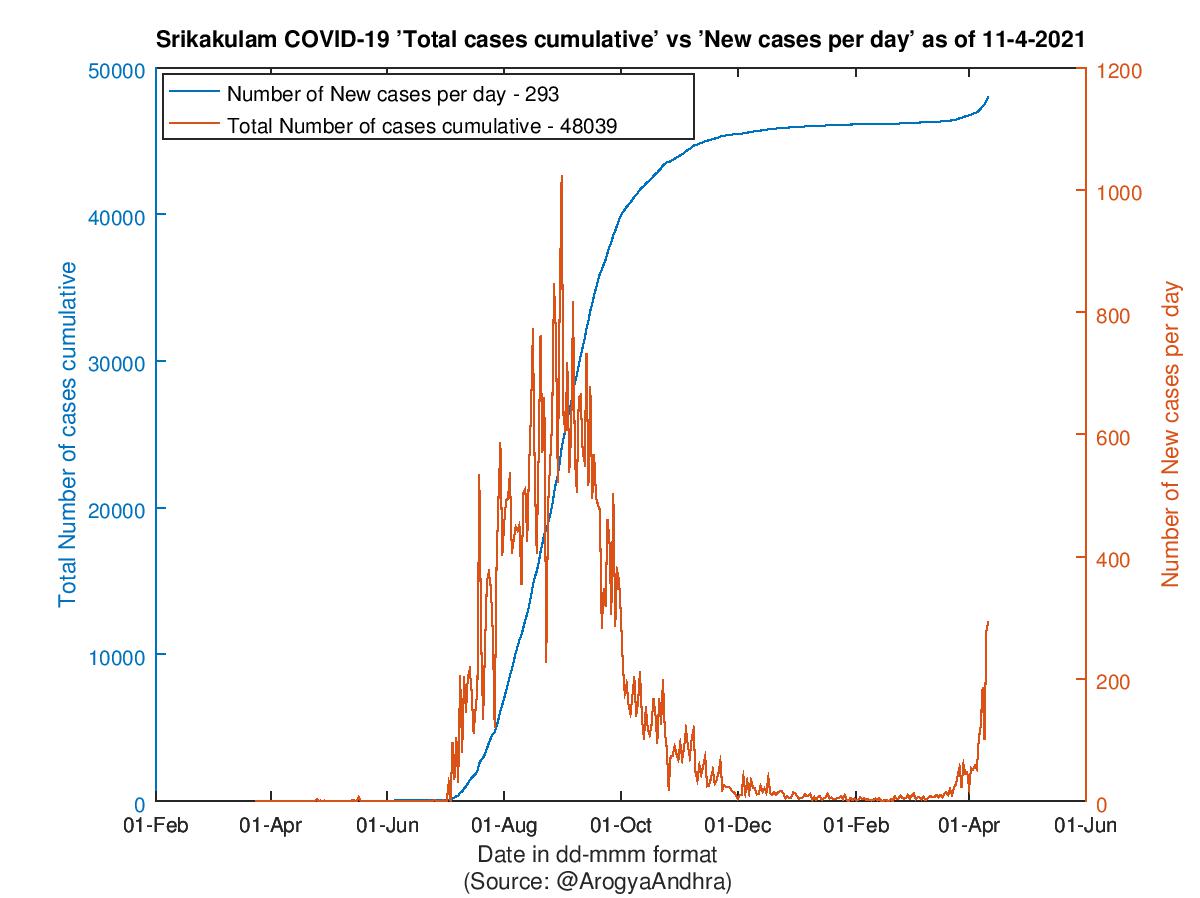 Srikakulam COVID-19 ’Total cases cumulative’ vs ’New cases per day’ as of 11-4-2021
Number of New cases per day - 293
Total Number of cases cumulative - 48039
Total Number of cases cumulative
50000
40000
30000
20000
10000
0
1200
1000
800
600
400
200
0
Number of New cases per day
01-Feb 01-Apr 01-Jun 01-Aug 01-Oct 01-Dec 01-Feb 01-Apr 01-Jun
Date in dd-mmm format
(Source: @ArogyaAndhra)